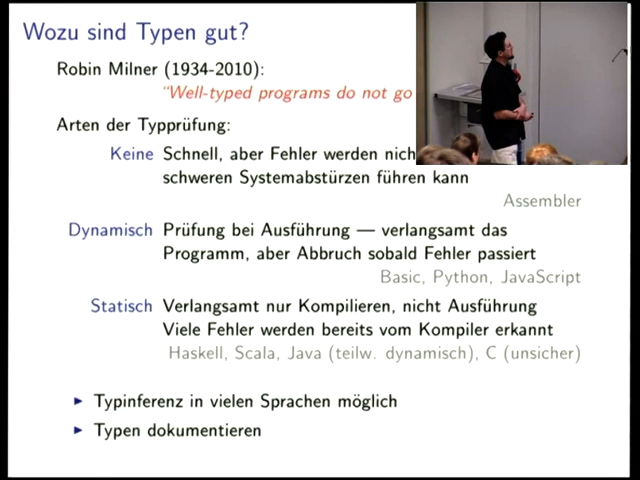 Wozu sind Typen gut?
Robin Milner (1934-2010):
“Well-typed programs do not go
Arten der Typprüfung:
Keine Schnell, aber Fehler werden
schweren Systemabstürzen führen kann
Assembler
Dynamisch Prüfung bei Ausführung — verlangsamt das
Programm, aber Abbruch sobald Fehler passiert
Basic, Python, JavaScript
Statisch Verlangsamt nur Kompilieren, nicht Ausführung
Viele Fehler werden bereits vom Kompiler erkannt
Haskell, Scala, Java (teilw. dynamisch), C (unsicher)
▶ Typinferenz in vielen Sprachen möglich
▶ Typen dokumentieren